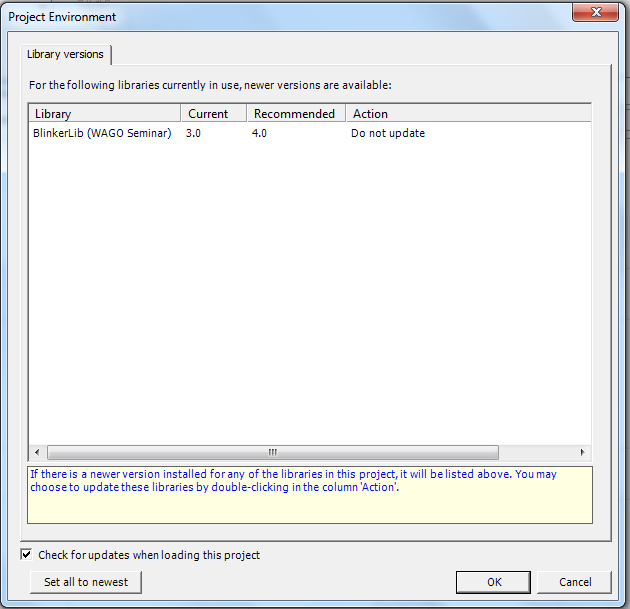 Project Environment
Library versions
For the following libraries currently in use, newer versions are available:
Library Current Recommended Action
BlinkerLib (WAGO Seminar) 3.0 4.0 Do not update
If there is a newer version installed for any of the libraries in this project, it will be listed above. You may
choose to update these libraries by double-clicking in the column 'Action'.
Check for updates when loading this project
Set all to newest OK Cancel